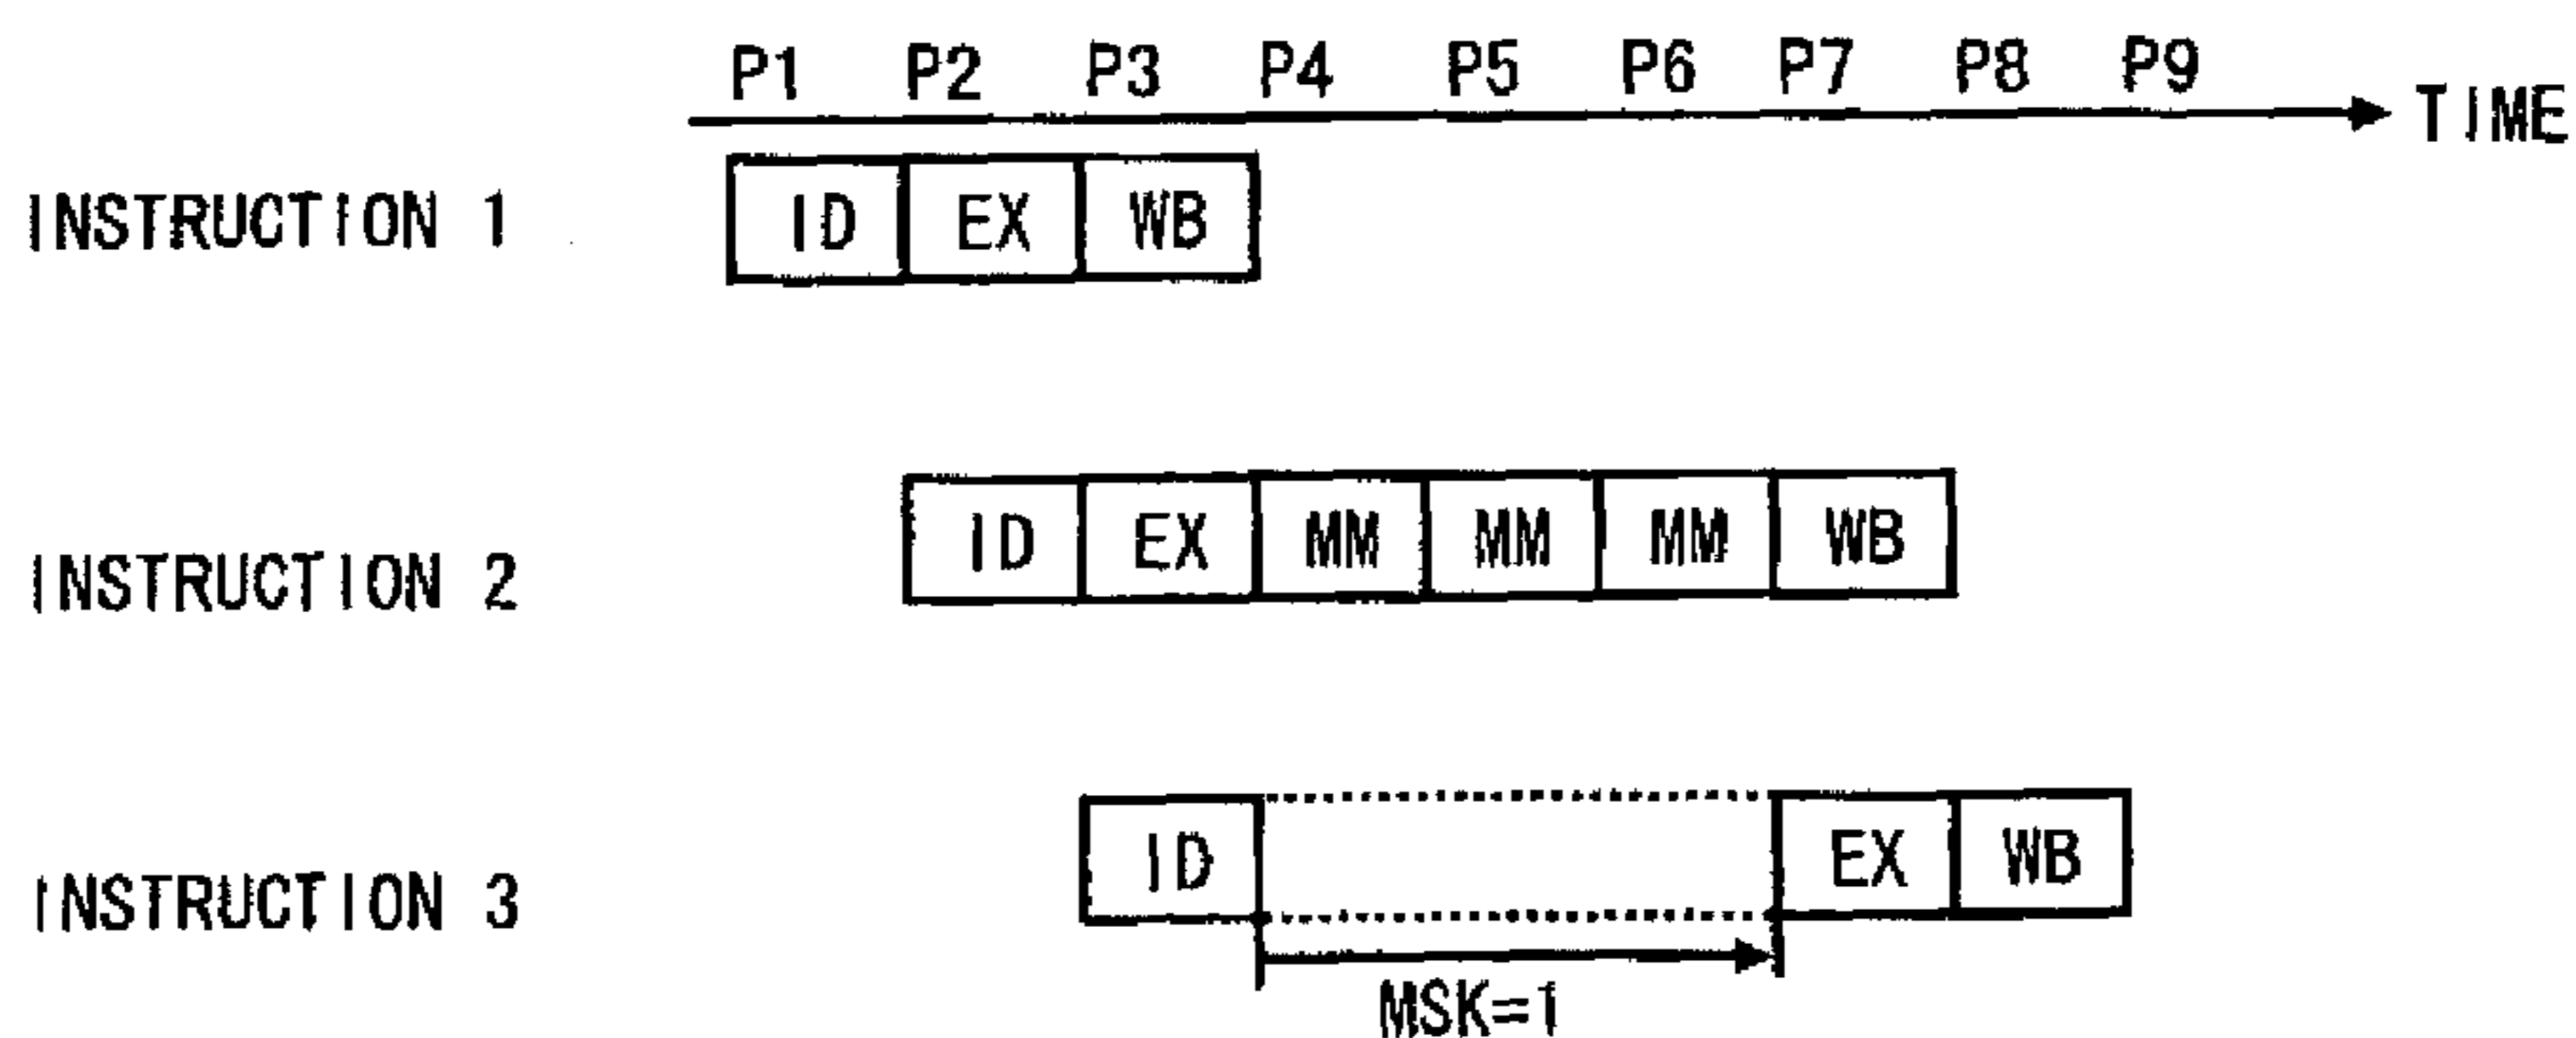 P1 P2 P3 P4 P5 P6 P7 P8 P9
TIME
INSTRUCTION 1 ID EX WB
INSTRUCTION 2 ID EX MM MM MM WB
INSTRUCTION 3 ID EX WB
MSK=1